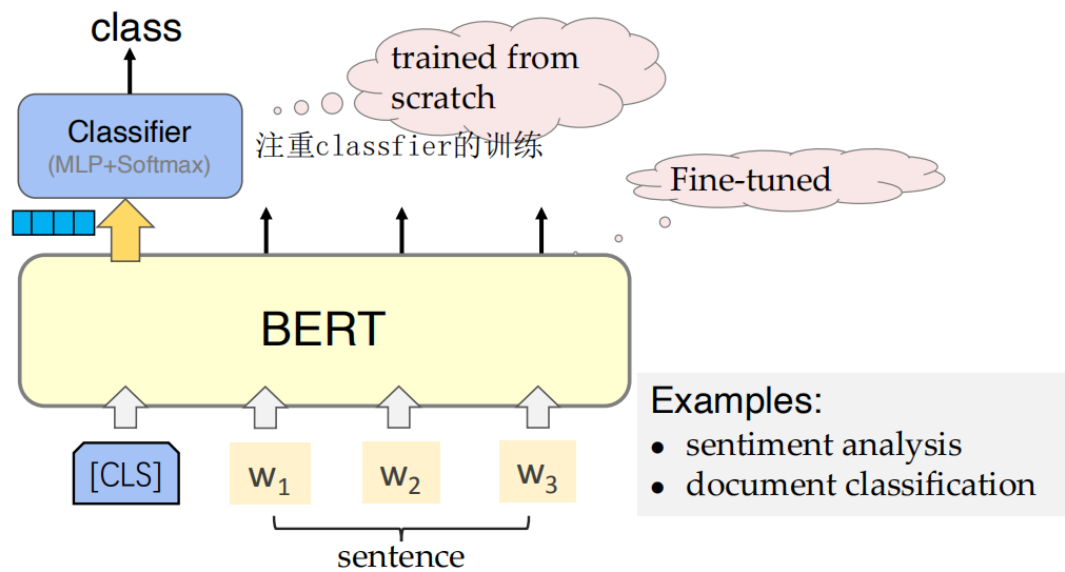 class
trained from
scratch
Classifier
(MLP+Softmax)
注重classfier的训练
Fine-tuned
BERT
[CLS]
w1
w2
w3
sentence
Examples:
• sentiment analysis
• document classification